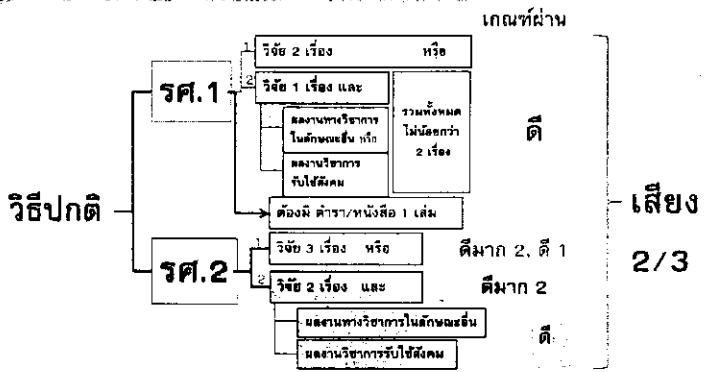 เกณฑ์ผ่าน
วิธีปกติ
รศ.1
1
วิจัย 2 เรื่อง หรือ
2
วิจัย 1 เรื่อง และ
ผลงานทางวิชาการ
ในลักษณะอื่น หรือ
ผลงานวิชาการ
รับใช้สังคม
รวมทั้งหมด
ไม่น้อยกว่า
2 เรื่อง
ดี
ต้องมี ตำรา/หนังสือ 1 เล่ม
รศ.2
1
วิจัย 3 เรื่อง หรือ
ดีมาก 2, ดี 1
2
วิจัย 2 เรื่อง และ
ดีมาก 2
ผลงานทางวิชาการในลักษณะอื่น
ผลงานวิชาการรับใช้สังคม
ดี
เสียง
2/3